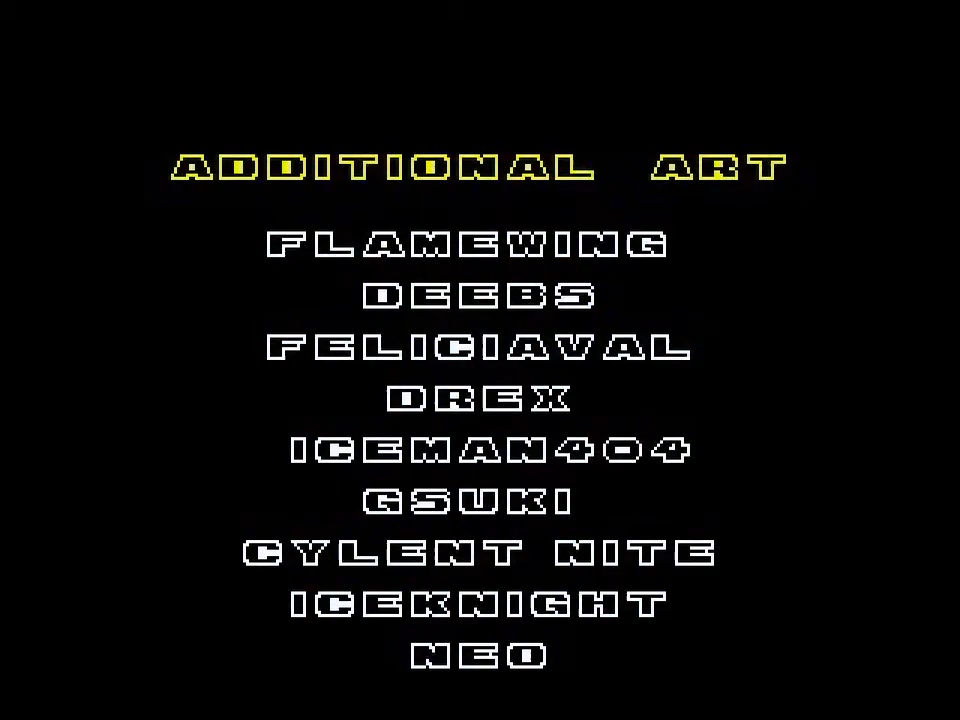 ADDITIONAL ART
FLAMEWING
DEEBS
FELICIAVAL
DREX
ICEMAN404
GSUKI
CYLENT NITE
ICEKNIGHT
NEO